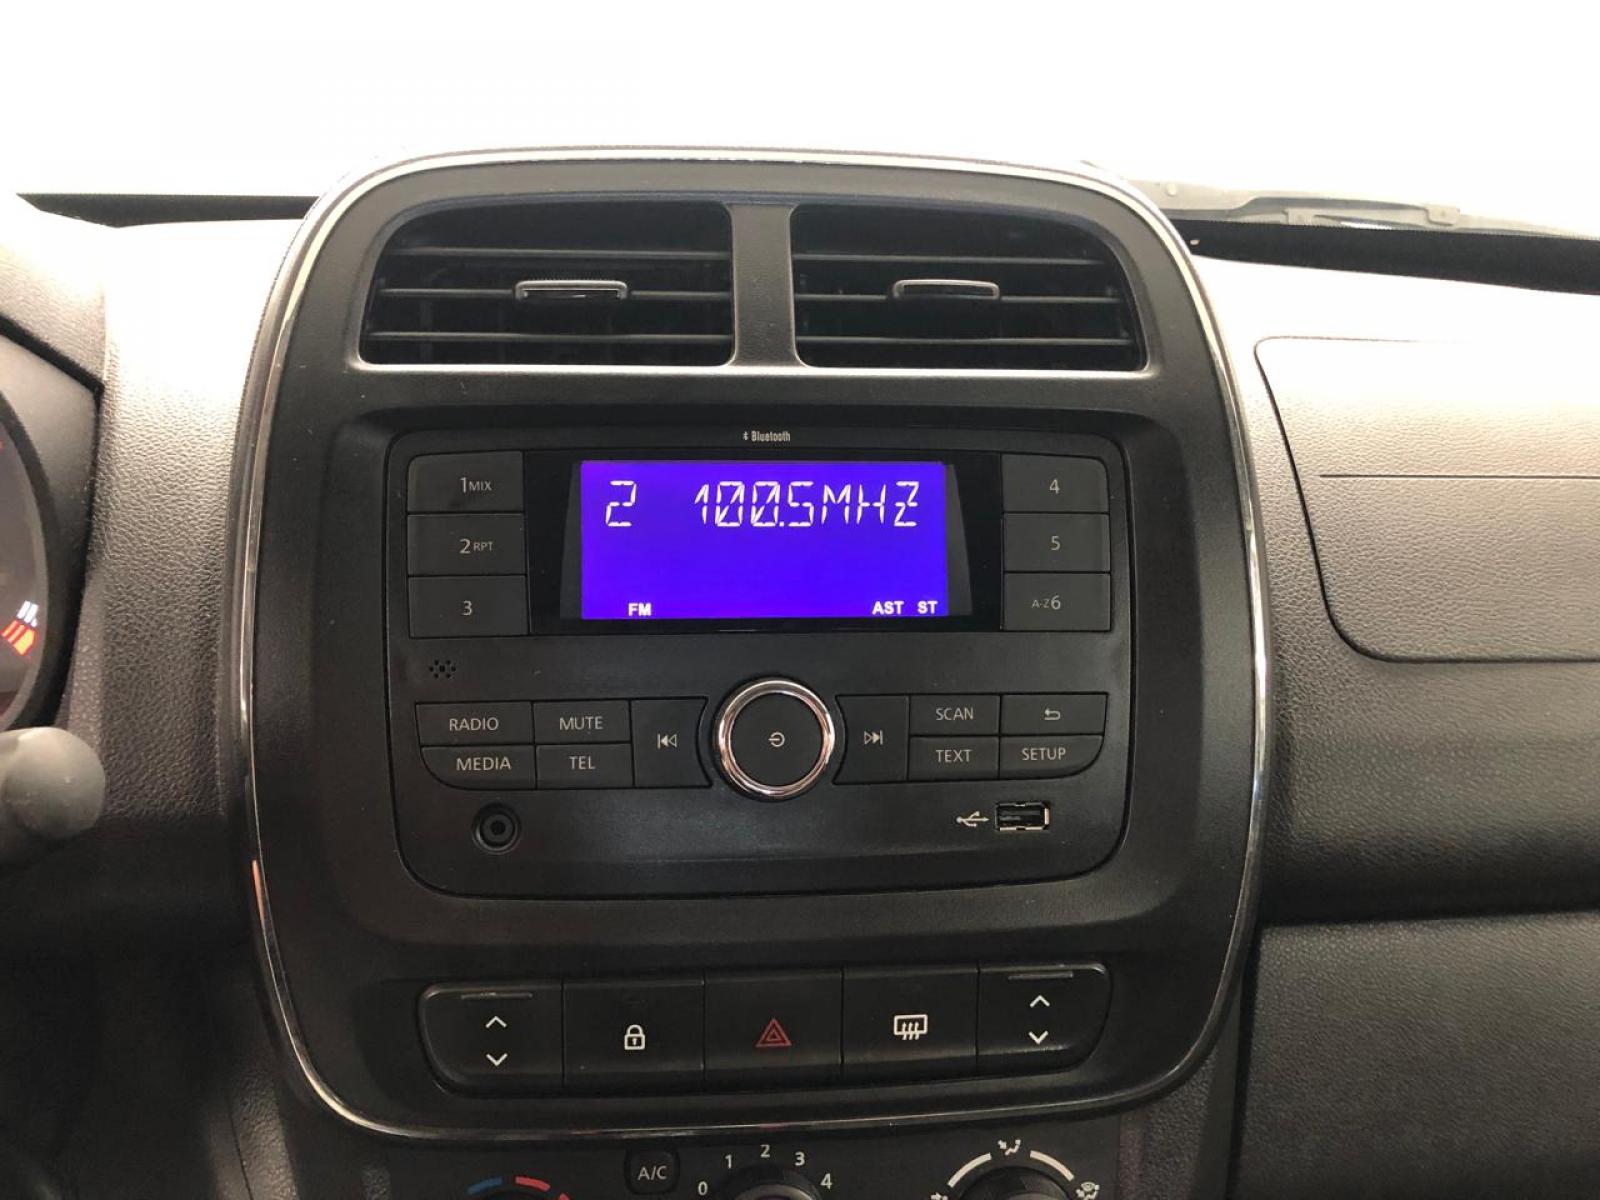 Bluetooth
1MIX
2 100.5MHZ
4
2RPT
5
3
FM AST ST
A-Z6
RADIO MUTE SCAN
MEDIA TEL TEXT SETUP
A/C 0 1 2 3 4